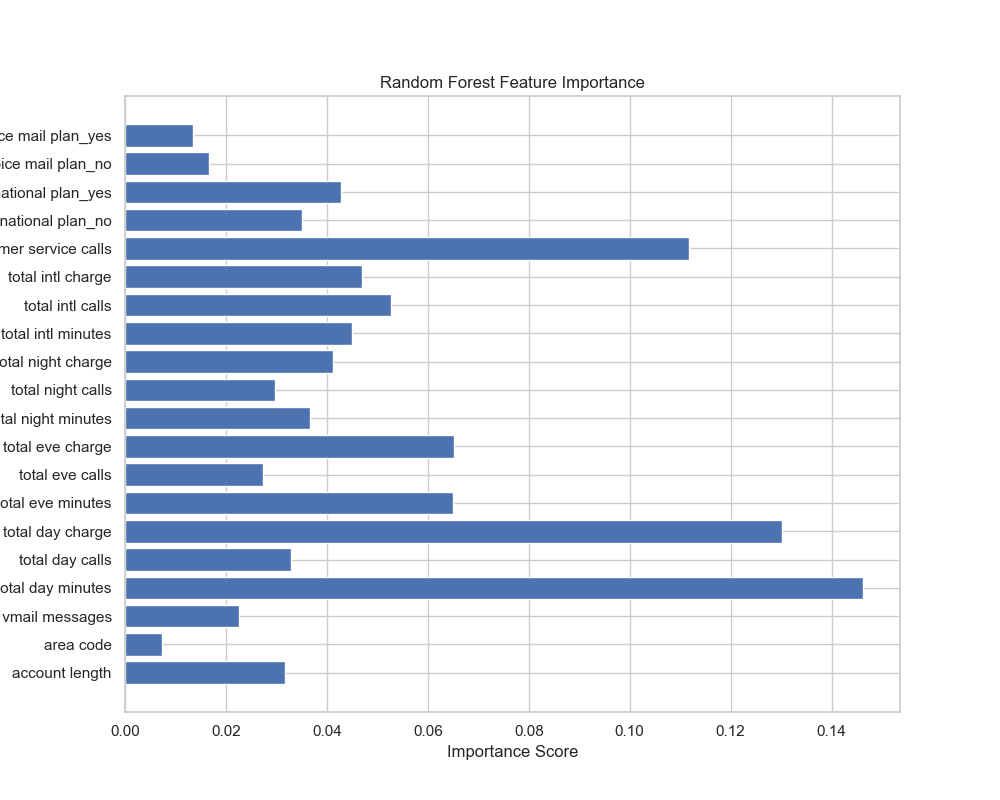 Random Forest Feature Importance
ce mail plan_yes
ice mail plan_no
national plan_yes
national plan_no
mer service calls
total intl charge
total intl calls
total intl minutes
otal night charge
total night calls
tal night minutes
total eve charge
total eve calls
otal eve minutes
total day charge
total day calls
otal day minutes
vmail messages
area code
account length
0.00 0.02 0.04 0.06 0.08 0.10 0.12 0.14
Importance Score